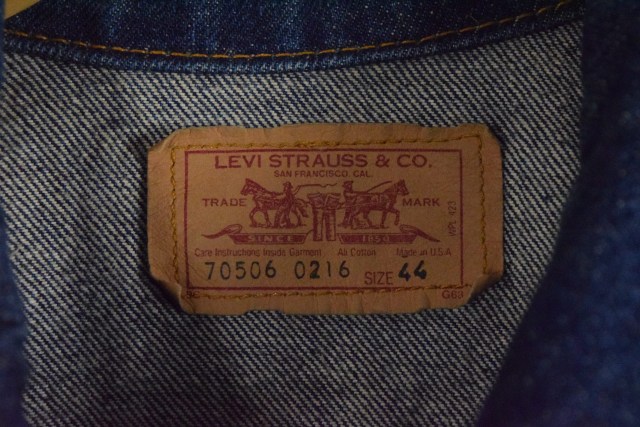 LEVI STRAUSS & CO.
SAN FRANCISCO, CAL.
TRADE MARK
SINCE 1850
Care Instructions Inside Garment All Cotton Made in U.S.A
70506 0216 SIZE 44
G63